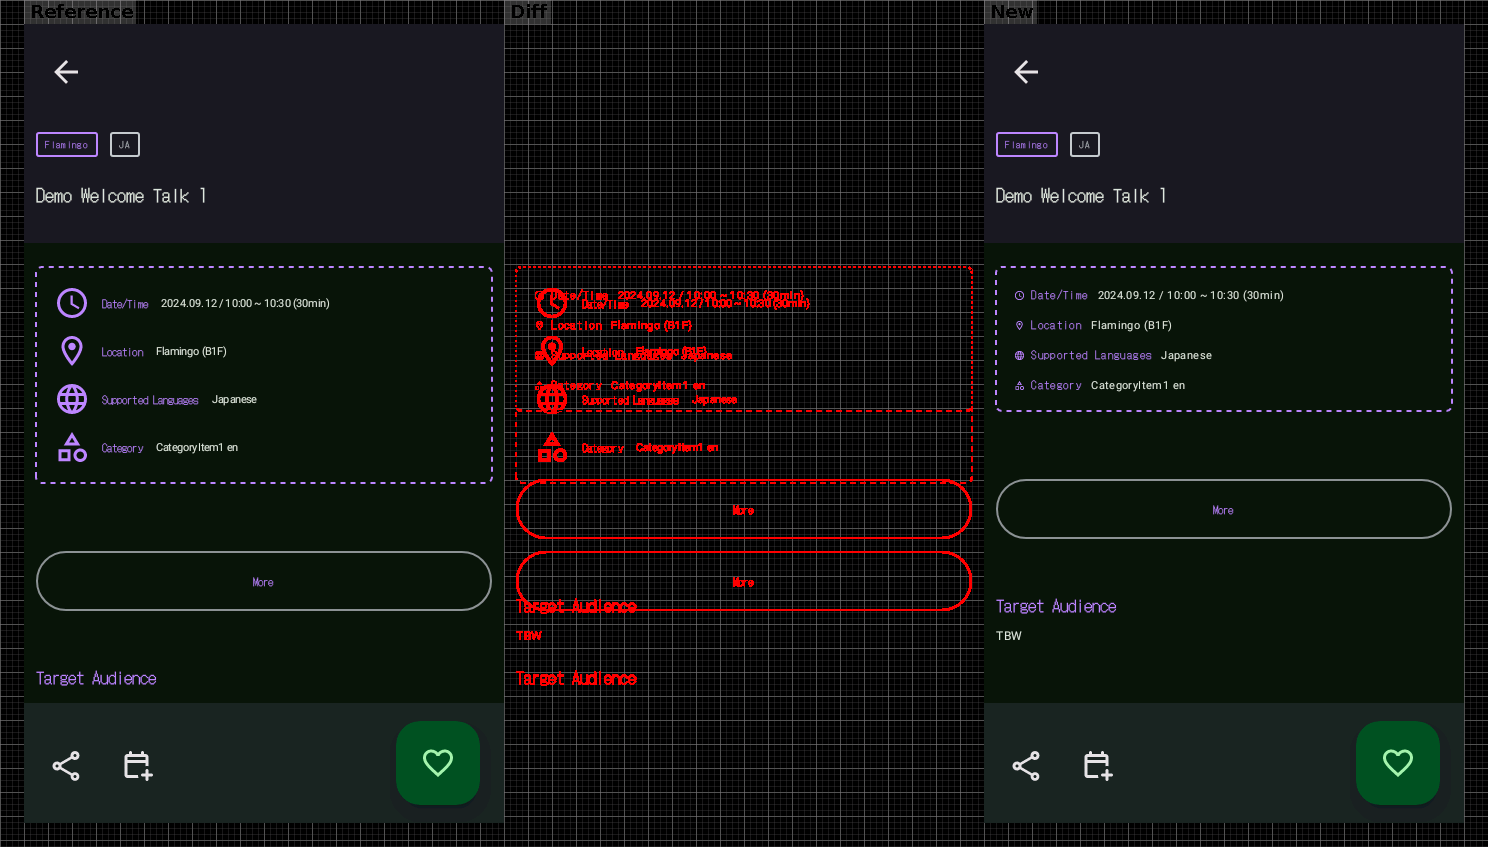 Reference
Flamingo JA
Demo Welcome Talk 1
Date/Time 2024.09.12 / 10:00 ~ 10:30 (30min)
Location Flamingo (B1F)
Supported Languages Japanese
Category CategoryItem1 en
More
Target Audience
Diff
Date/Time 2024.09.12 / 10:00 ~ 10:30 (30min)
Date/Time 2024.09.12 / 10:00 ~ 10:30 (30min)
Location Flamingo (B1F)
Location Flamingo (B1F)
Supported Languages Japanese
Category CategoryItem1 en
Supported Languages Japanese
Category CategoryItem1 en
More
More
Target Audience
TBW
Target Audience
New
Flamingo JA
Demo Welcome Talk 1
Date/Time 2024.09.12 / 10:00 ~ 10:30 (30min)
Location Flamingo (B1F)
Supported Languages Japanese
Category CategoryItem1 en
More
Target Audience
TBW